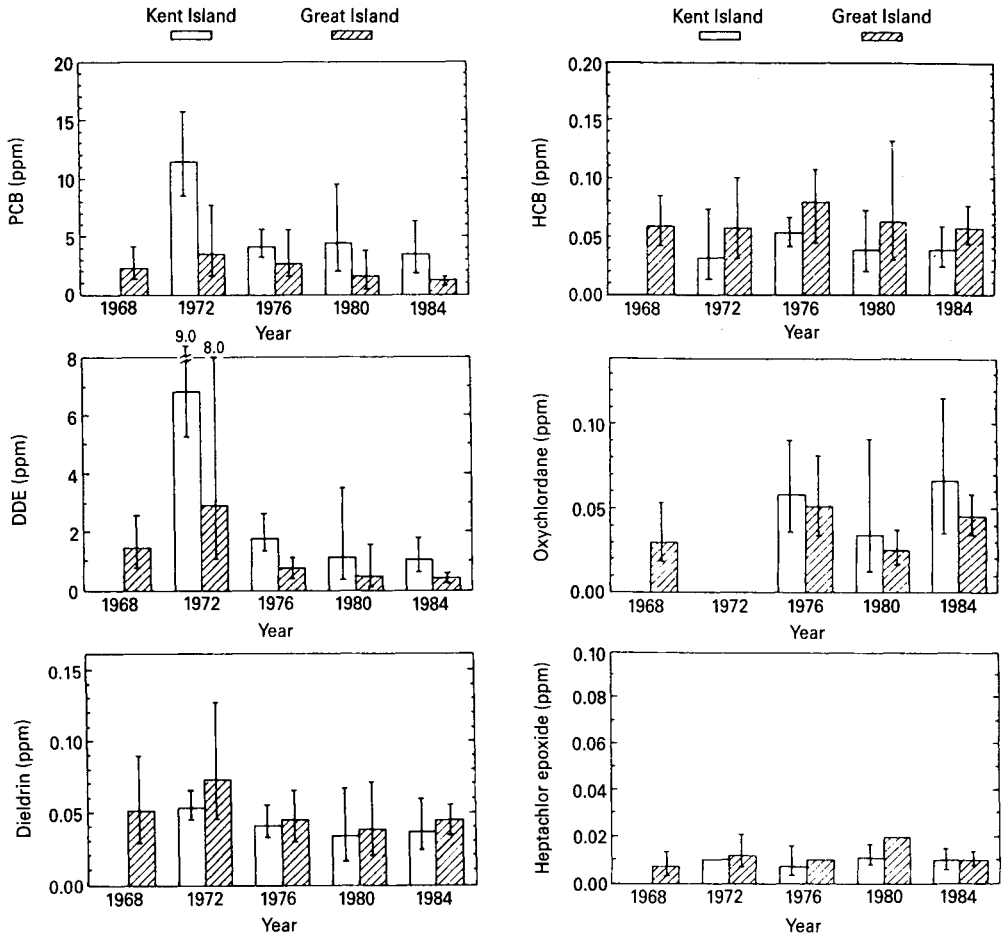 Kent Island Great Island
PCB (ppm)
20
15
10
5
0
1968 1972 1976 1980 1984
Year
DDE (ppm)
9.0
8.0
8
6
4
2
0
1968 1972 1976 1980 1984
Year
Dieldrin (ppm)
0.15
0.10
0.05
0.00
1968 1972 1976 1980 1984
Year
Kent Island Great Island
HCB (ppm)
0.20
0.15
0.10
0.05
0.00
1968 1972 1976 1980 1984
Year
Oxychlordane (ppm)
0.10
0.05
0.00
1968 1972 1976 1980 1984
Year
Heptachlor epoxide (ppm)
0.10
0.08
0.06
0.04
0.02
0.00
1968 1972 1976 1980 1984
Year